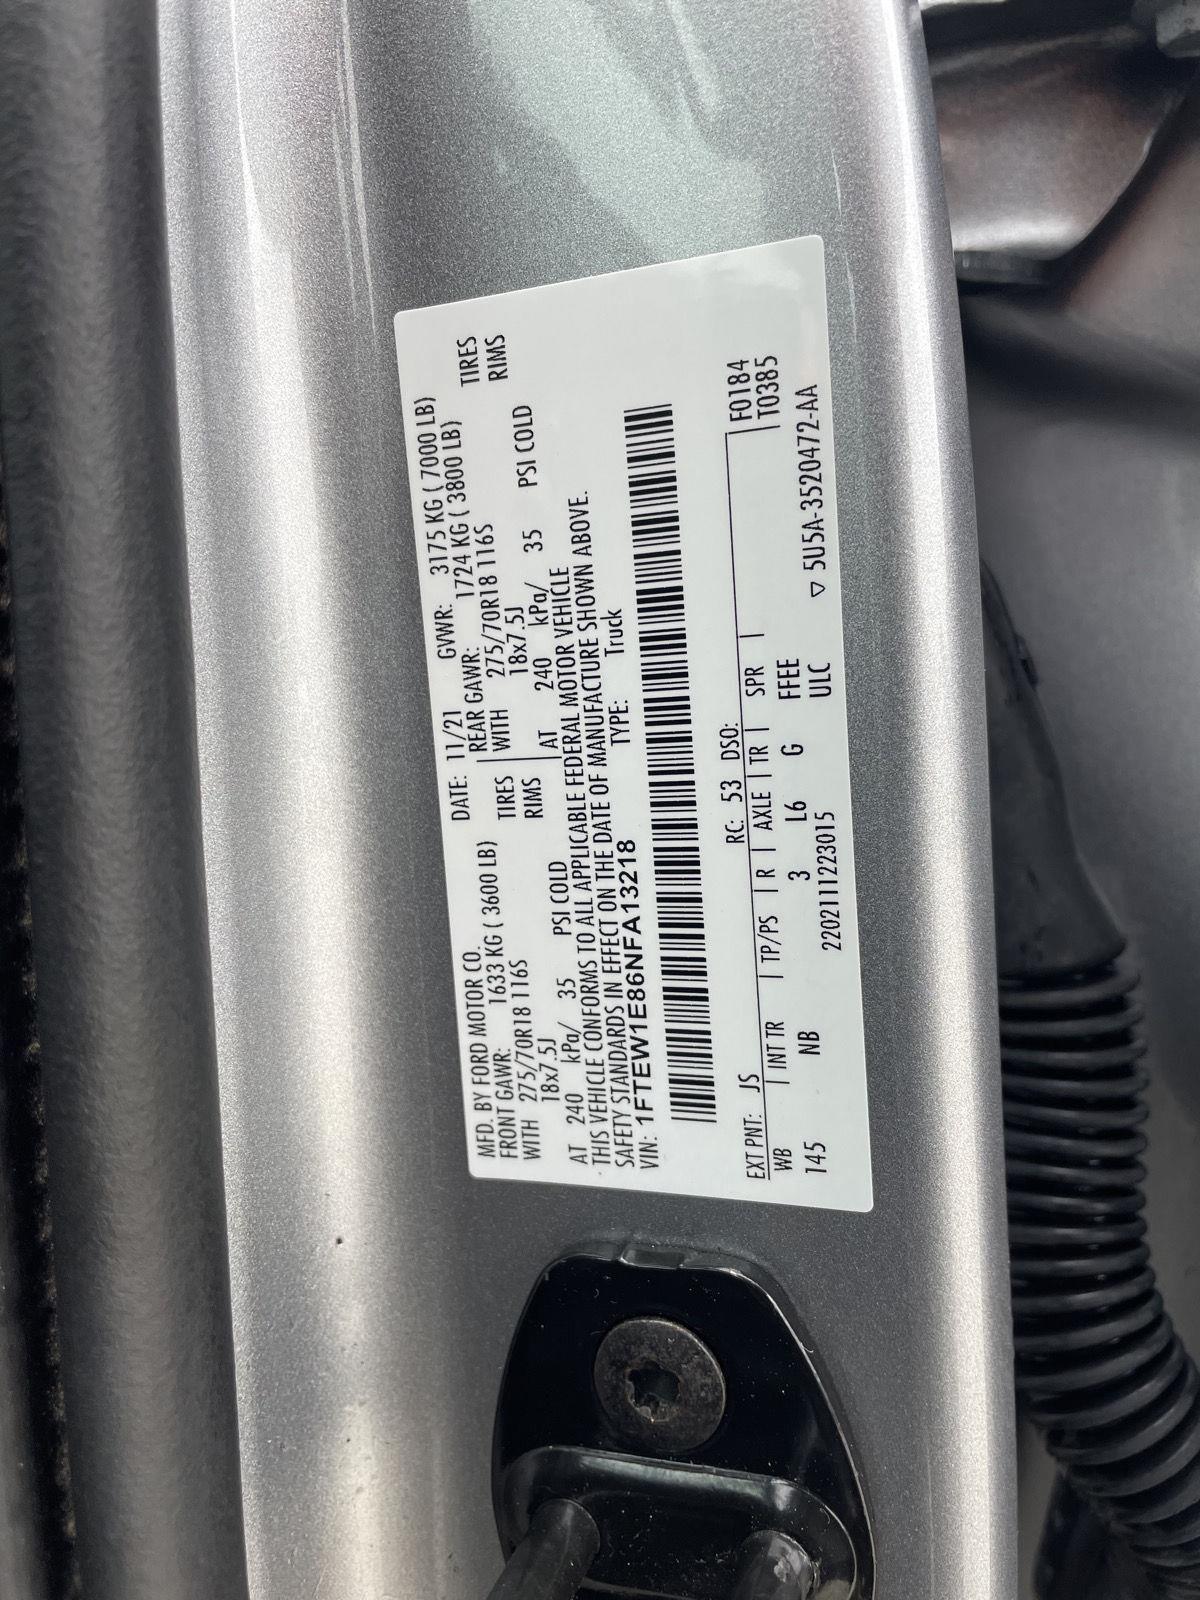 MFD. BY FORD MOTOR CO. DATE: 11/21 GVWR: 3175 KG ( 7000 LB)
FRONT GAWR: 1633 KG ( 3600 LB) REAR GAWR: 1724 KG ( 3800 LB)
WITH 275/70R18 116S TIRES WITH 275/70R18 116S TIRES
18x7.5J RIMS 18x7.5J RIMS
AT 240 kPa/ 35 PSI COLD AT 240 kPa/ 35 PSI COLD
THIS VEHICLE CONFORMS TO ALL APPLICABLE FEDERAL MOTOR VEHICLE
SAFETY STANDARDS IN EFFECT ON THE DATE OF MANUFACTURE SHOWN ABOVE.
VIN: 1FTEW1E86NFA13218 TYPE: Truck
EXT PNT: JS RC: 53 DSO: F0184
WB INT TR TP/PS R AXLE TR SPR T0385
145 NB 3 L6 G FFEE
2202111223015 ULC ▽ 5U5A-3520472-AA